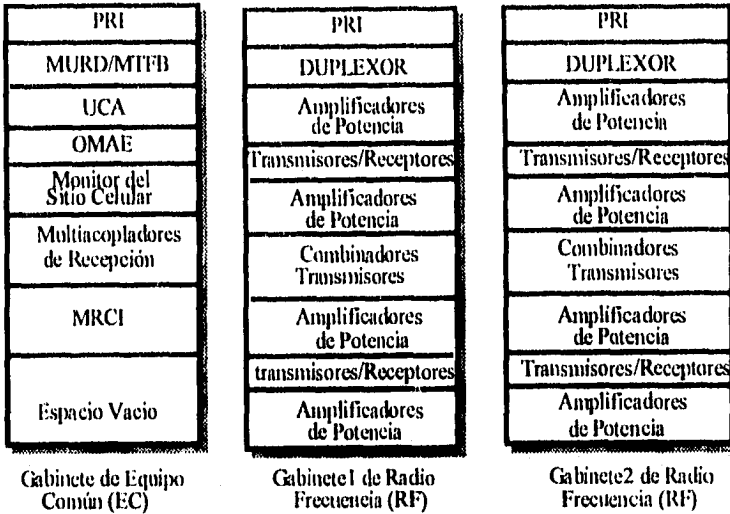 PRI
MURD/MTFB
UCA
OMAE
Monitor del
Sitio Celular
Multiacopladores
de Recepción
MRCI
Espacio Vacio
Gabinete de Equipo
Común (EC)
PRI
DUPLEXOR
Amplificadores
de Potencia
Transmisores/Receptores
Amplificadores
de Potencia
Combinadores
Transmisores
Amplificadores
de Potencia
transmisores/Receptores
Amplificadores
de Potencia
Gabinete1 de Radio
Frecuencia (RF)
PRI
DUPLEXOR
Amplificadores
de Potencia
Transmisores/Receptores
Amplificadores
de Potencia
Combinadores
Transmisores
Amplificadores
de Potencia
Transmisores/Receptores
Amplificadores
de Potencia
Gabinete2 de Radio
Frecuencia (RF)